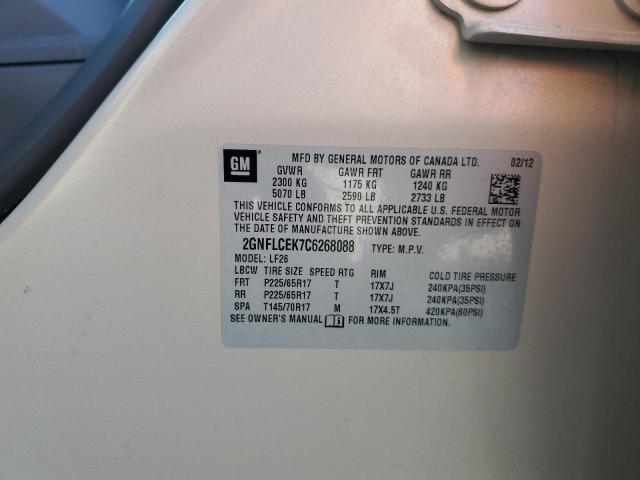 GM MFD BY GENERAL MOTORS OF CANADA LTD. 02/12
GVWR GAWR FRT GAWR RR
2300 KG 1175 KG 1240 KG
5070 LB 2590 LB 2733 LB
THIS VEHICLE CONFORMS TO ALL APPLICABLE U.S. FEDERAL MOTOR
VEHICLE SAFETY AND THEFT PREVENTION STANDARDS IN EFFECT ON
THE DATE OF MANUFACTURE SHOWN ABOVE.
2GNFLCEK7C6268088 TYPE: M.P.V.
MODEL: LF26
LBCW TIRE SIZE SPEED RTG RIM COLD TIRE PRESSURE
FRT P225/65R17 T 17X7J 240KPA(35PSI)
RR P225/65R17 T 17X7J 240KPA(35PSI)
SPA T145/70R17 M 17X4.5T 420KPA(60PSI)
SEE OWNER'S MANUAL FOR MORE INFORMATION.